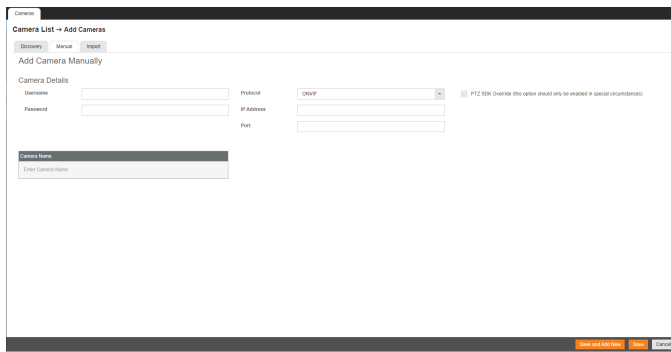 Cameras
Camera List → Add Cameras
Discovery Manual Import
Add Camera Manually
Camera Details
Username Protocol ONVIF PTZ SDK Override (this option should only be enabled in special circumstances)
Password IP Address
Port
Camera Name
Enter Camera Name
Save and Add New Save Cancel